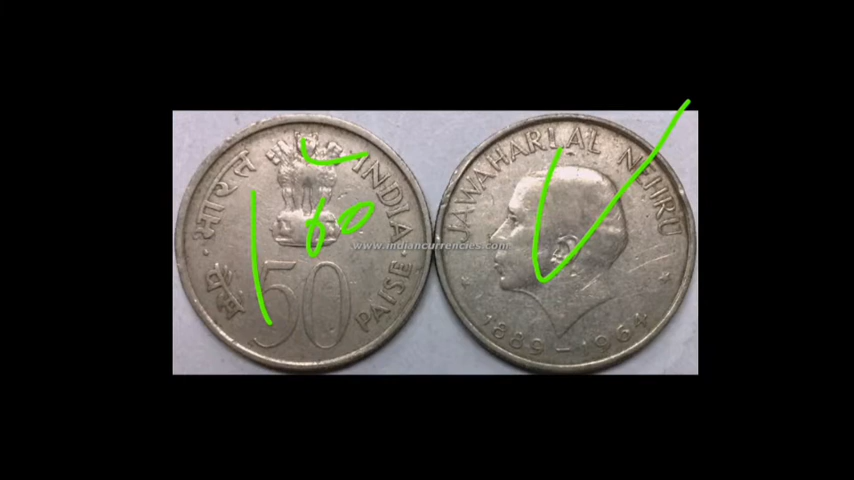 भारत
INDIA
पैसे
50
PAISE
JAWAHARLAL NEHRU
1889 - 1964
www.indiancurrencies.com